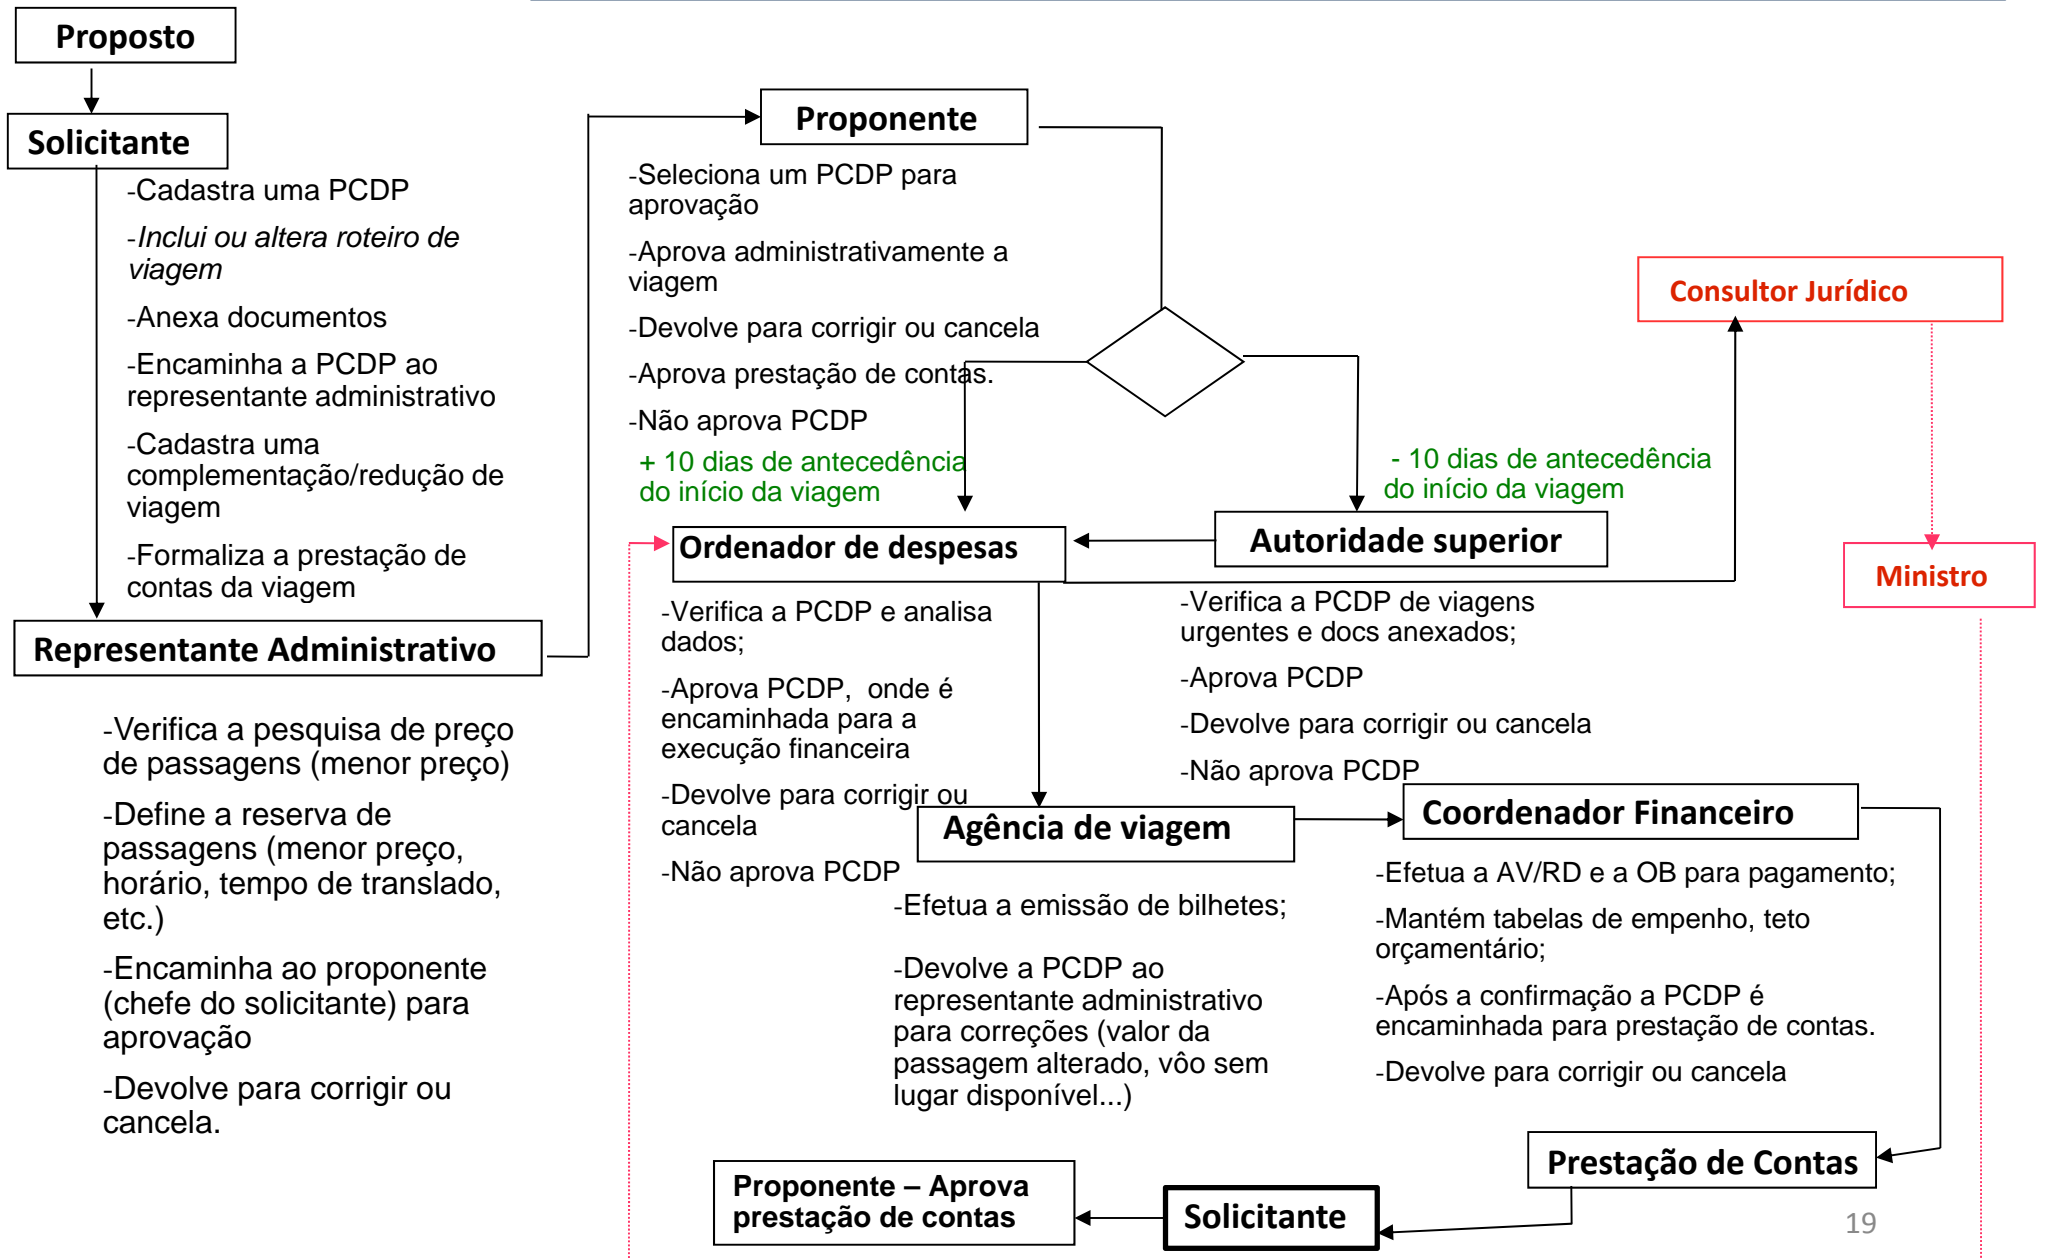 Proposto
Solicitante
-Cadastra uma PCDP
-Inclui ou altera roteiro de
viagem
-Anexa documentos
-Encaminha a PCDP ao
representante administrativo
-Cadastra uma
complementação/redução de
viagem
-Formaliza a prestação de
contas da viagem
Representante Administrativo
-Verifica a pesquisa de preço
de passagens (menor preço)
-Define a reserva de
passagens (menor preço,
horário, tempo de translado,
etc.)
-Encaminha ao proponente
(chefe do solicitante) para
aprovação
-Devolve para corrigir ou
cancela.
Proponente
-Seleciona um PCDP para
aprovação
-Aprova administrativamente a
viagem
-Devolve para corrigir ou cancela
-Aprova prestação de contas.
-Não aprova PCDP
+ 10 dias de antecedência
do início da viagem
- 10 dias de antecedência
do início da viagem
Consultor Jurídico
Ministro
Ordenador de despesas
-Verifica a PCDP e analisa
dados;
-Aprova PCDP, onde é
encaminhada para a
execução financeira
-Devolve para corrigir ou
cancela
-Não aprova PCDP
Autoridade superior
-Verifica a PCDP de viagens
urgentes e docs anexados;
-Aprova PCDP
-Devolve para corrigir ou cancela
-Não aprova PCDP
Agência de viagem
-Efetua a emissão de bilhetes;
-Devolve a PCDP ao
representante administrativo
para correções (valor da
passagem alterado, vôo sem
lugar disponível...)
Coordenador Financeiro
-Efetua a AV/RD e a OB para pagamento;
-Mantém tabelas de empenho, teto
orçamentário;
-Após a confirmação a PCDP é
encaminhada para prestação de contas.
-Devolve para corrigir ou cancela
Prestação de Contas
Solicitante
Proponente – Aprova
prestação de contas
19